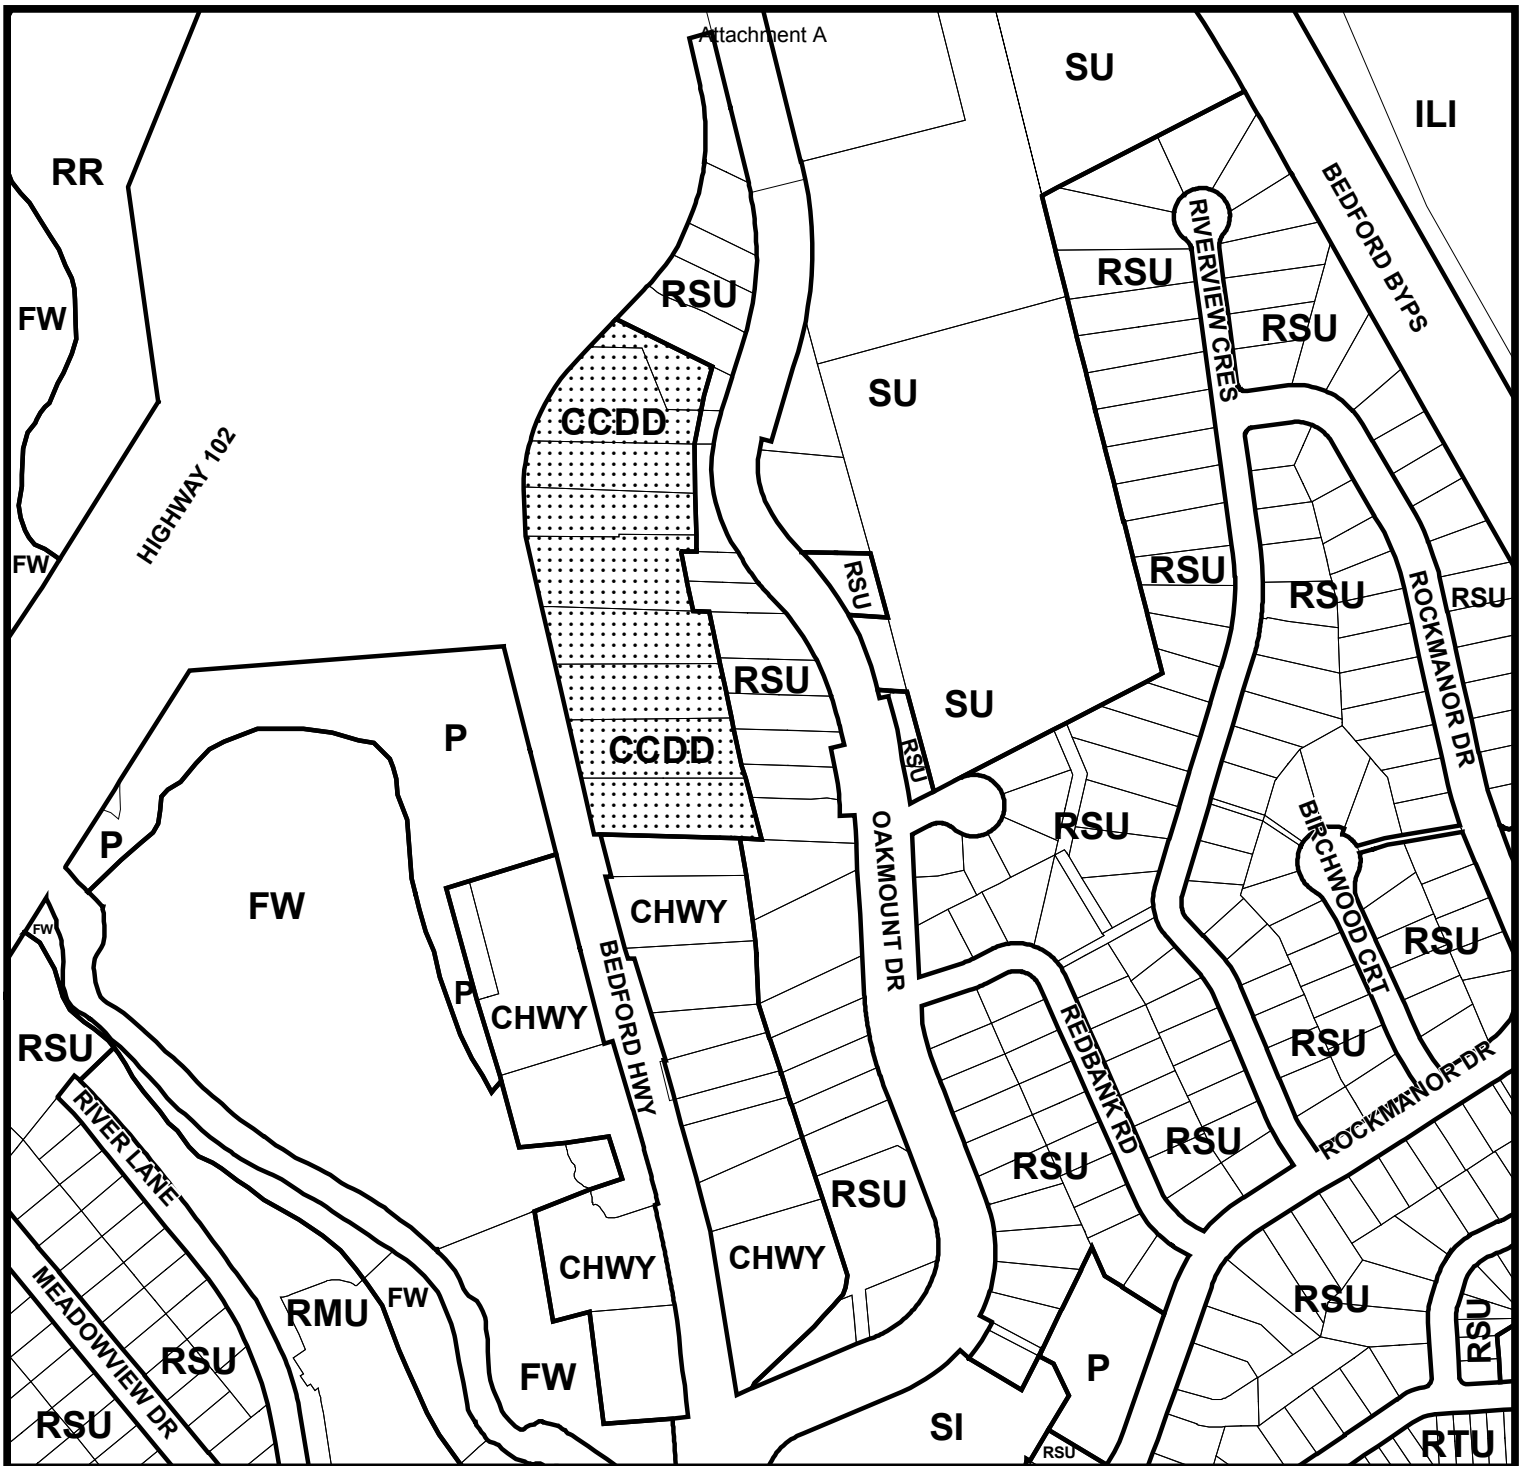 Attachment A
SU
ILI
RR
BEDFORD BYPS
RIVERVIEW CRES
RSU
RSU
FW
RSU
SU
CCDD
HIGHWAY 102
FW
RSU
RSU
RSU
ROCKMANOR DR
RSU
RSU
SU
P
CCDD
RSU
P
OAKMOUNT DR
RSU
BIRCHWOOD CRT
FW
CHWY
FW
RSU
BEDFORD HWY
P
CHWY
REDBANK RD
RSU
RSU
ROCKMANOR DR
RIVER LANE
RSU
RSU
RSU
CHWY
CHWY
MEADOWVIEW DR
RMU
FW
RSU
RSU
RSU
FW
P
RSU
SI
RSU
RTU